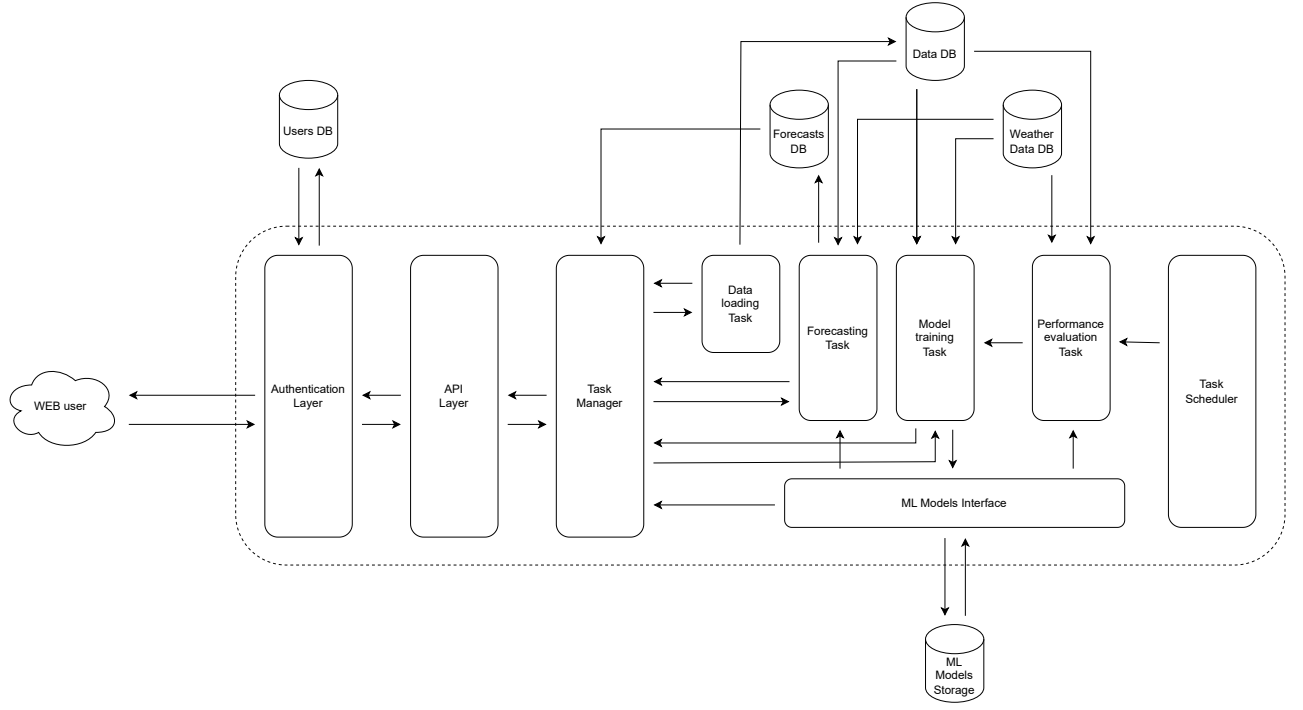 Data DB
Users DB
Forecasts
DB
Weather
Data DB
WEB user
Authentication
Layer
API
Layer
Task
Manager
Data
loading
Task
Forecasting
Task
Model
training
Task
Performance
evaluation
Task
Task
Scheduler
ML Models Interface
ML
Models
Storage